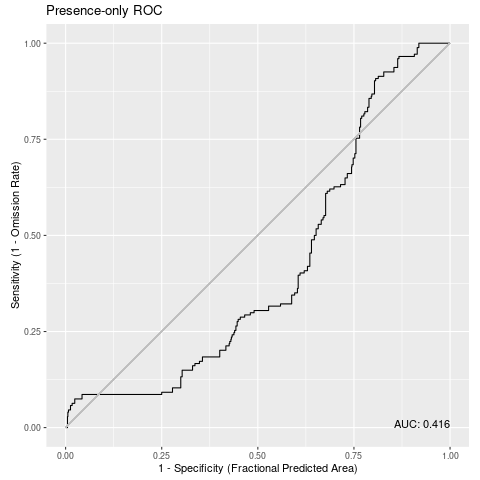 Presence-only ROC
Sensitivity (1 - Omission Rate)
1.00
0.75
0.50
0.25
0.00
AUC: 0.416
0.00 0.25 0.50 0.75 1.00
1 - Specificity (Fractional Predicted Area)